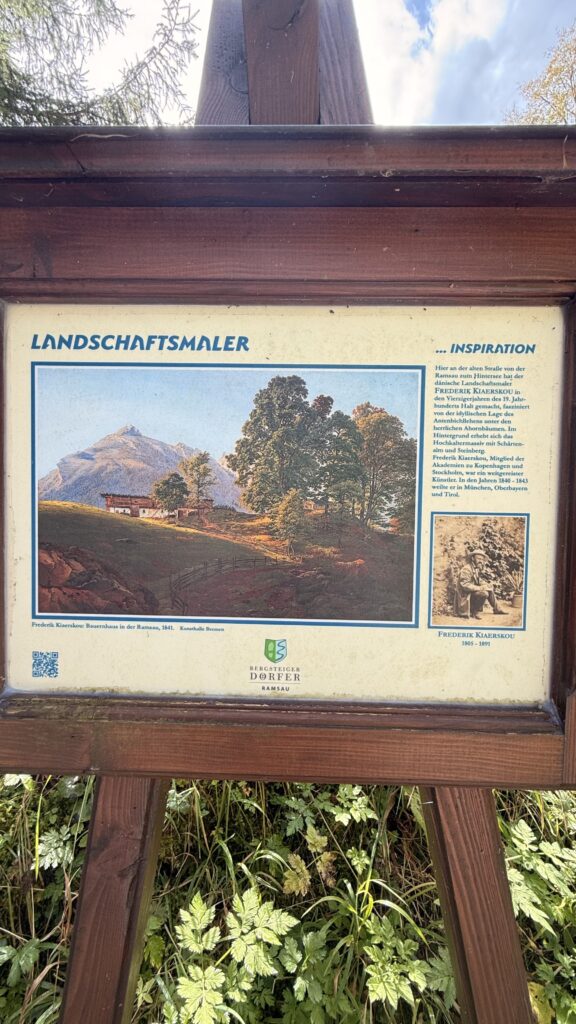 LANDSCHAFTSMALER
... INSPIRATION
Hier an der alten Straße von der
Ramsau zum Hintersee hat der
dänische Landschaftsmaler
FREDERIK KIAERSKOU in
den Vierzigerjahren des 19. Jahr-
hunderts Halt gemacht, fasziniert
von der idyllischen Lage des
Antenbichllehens unter den
herrlichen Ahornbäumen. Im
Hintergrund erhebt sich das
Hochkaltermassiv mit Schärten-
alm und Steinberg.
Frederik Kiaerskou, Mitglied der
Akademien zu Kopenhagen und
Stockholm, war ein weitgereister
Künstler. In den Jahren 1840 - 1843
weilte er in München, Oberbayern
und Tirol.
Frederik Kiaerskou: Bauernhaus in der Ramsau, 1841. Kunsthalle Bremen
FREDERIK KIAERSKOU
1805 - 1891
BERGSTEIGER
DÖRFER
RAMSAU